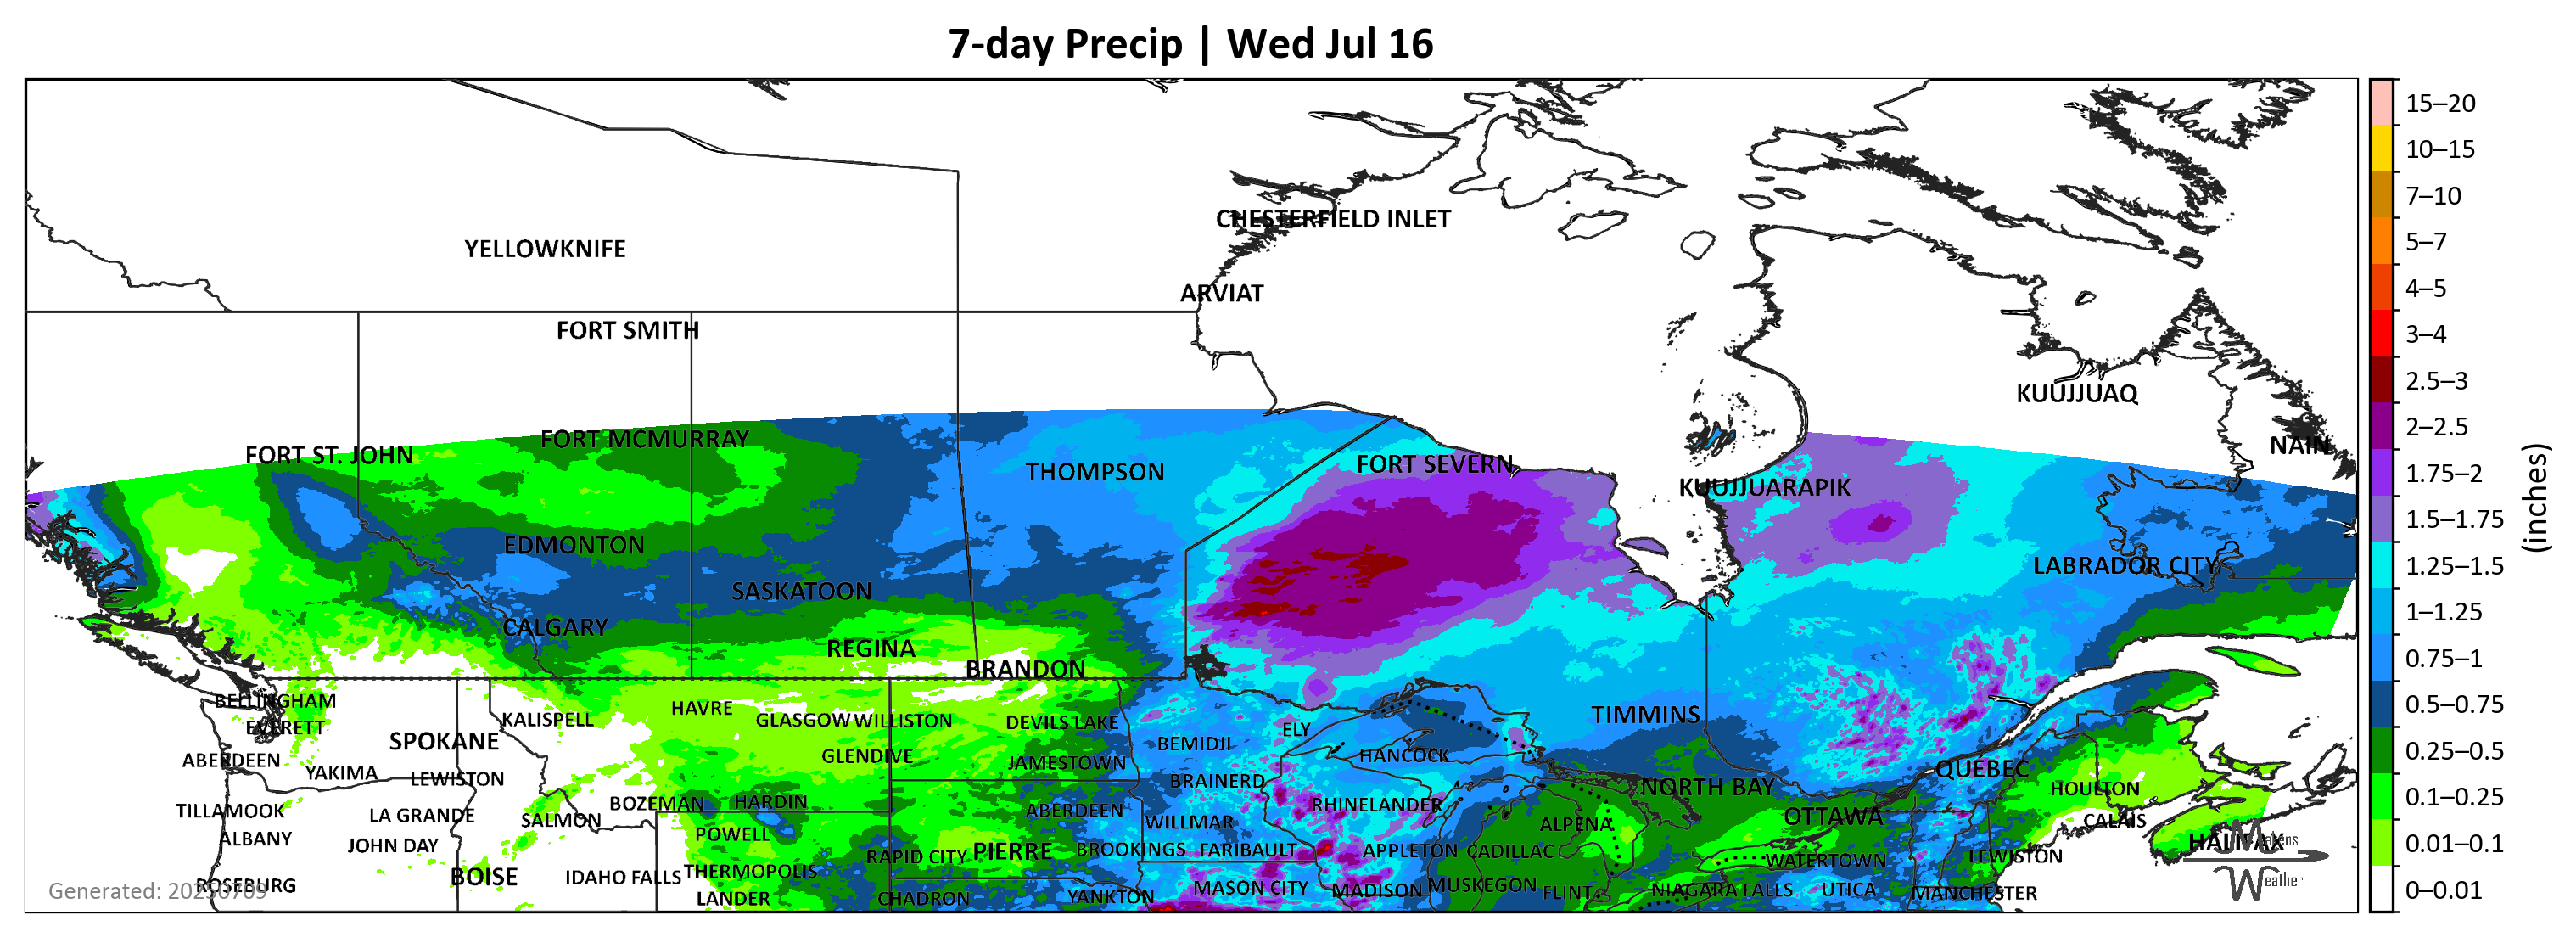 7-day Precip | Wed Jul 16
CHESTERFIELD INLET
YELLOWKNIFE
ARVIAT
FORT SMITH
KUUJJUAQ
FORT MCMURRAY
NAIN
FORT ST. JOHN
FORT SEVERN
THOMPSON
KUUJJUARAPIK
EDMONTON
LABRADOR CITY
SASKATOON
CALGARY
REGINA
BRANDON
BELLINGHAM
HAVRE
KALISPELL
GLASGOW
WILLISTON
DEVILS LAKE
TIMMINS
EVERETT
ELY
SPOKANE
BEMIDJI
GLENDIVE
HANCOCK
ABERDEEN
JAMESTOWN
QUEBEC
YAKIMA
LEWISTON
BRAINERD
NORTH BAY
HOULTON
BOZEMAN
HARDIN
RHINELANDER
TILLAMOOK
LA GRANDE
SALMON
ABERDEEN
WILLMAR
OTTAWA
CALAIS
ALPENA
POWELL
ALBANY
JOHN DAY
HALIFAX
PIERRE
BROOKINGS
FARIBAULT
APPLETON
CADILLAC
RAPID CITY
LEWISTON
WATERTOWN
THERMOPOLIS
BOISE
IDAHO FALLS
ROSEBURG
MASON CITY
MADISON
MUSKEGON
FLINT
NIAGARA FALLS
UTICA
MANCHESTER
LANDER
CHADRON
YANKTON
Weather
15–20
10–15
7–10
5–7
4–5
3–4
2.5–3
2–2.5
1.75–2
1.5–1.75
1.25–1.5
1–1.25
0.75–1
0.5–0.75
0.25–0.5
0.1–0.25
0.01–0.1
0–0.01
(inches)